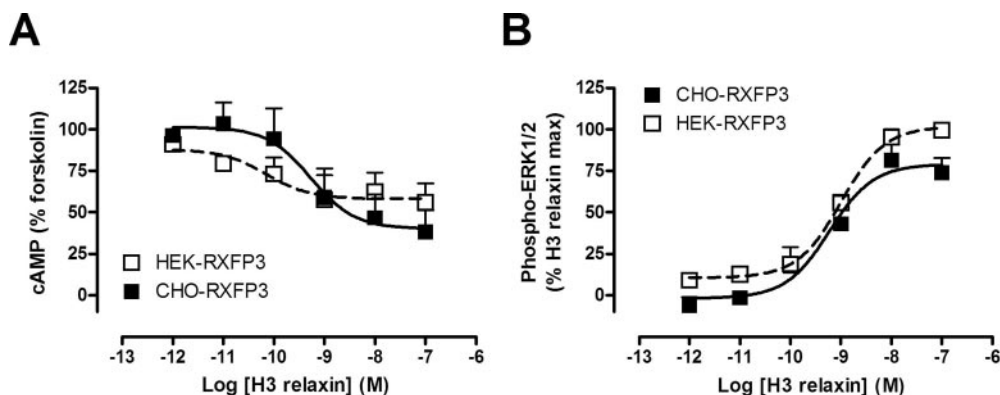 A
cAMP (% forskolin)
125
100
75
50
25
0
HEK-RXFP3
CHO-RXFP3
-13 -12 -11 -10 -9 -8 -7 -6
Log [H3 relaxin] (M)
B
Phospho-ERK1/2
(% H3 relaxin max)
125
100
75
50
25
0
CHO-RXFP3
HEK-RXFP3
-13 -12 -11 -10 -9 -8 -7 -6
Log [H3 relaxin] (M)